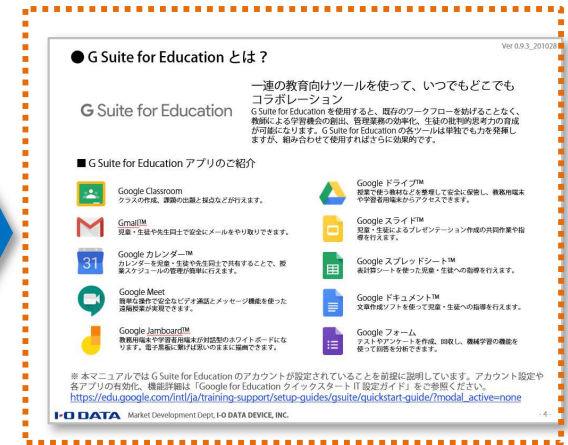 Ver 0.9.3_201028
● G Suite for Education とは？
G Suite for Education
一連の教育向けツールを使って、いつでもどこでも
コラボレーション
G Suite for Education を使用すると、既存のワークフローを妨げることなく、
教師による学習機会の創出、管理業務の効率化、生徒の批判的思考力の育成
が可能になります。G Suite for Education の各ツールは単独でも力を発揮し
ますが、組み合わせて使用すればさらに効果的です。
■ G Suite for Education アプリのご紹介
Google Classroom
クラスの作成、課題の出題と採点などが行えます。
Gmail™
児童・生徒や先生同士で安全にメールをやり取りできます。
31
Google カレンダー™
カレンダーを児童・生徒や先生同士で共有することで、授
業スケジュールの管理が簡単に行えます。
Google Meet
簡単な操作で安全なビデオ通話とメッセージ機能を使った
遠隔授業が実現できます。
Google Jamboard™
教務用端末や学習者用端末が対話型のホワイトボードにな
ります。電子黒板に繋げば思いのままに描画できます。
Google ドライブ™
授業で使う教材などを整理して安全に保管し、教務用端末
や学習者用端末からアクセスできます。
Google スライド™
児童・生徒によるプレゼンテーション作成の共同作業や指
導を行えます。
Google スプレッドシート™
表計算シートを使った児童・生徒への指導を行えます。
Google ドキュメント™
文章作成ソフトを使って児童・生徒への指導を行えます。
Google フォーム
テストやアンケートを作成、回収し、機械学習の機能を
使って回答を分析できます。
※ 本マニュアルでは G Suite for Education のアカウントが設定されていることを前提に説明しています。アカウント設定や
各アプリの有効化、機能詳細は「Google for Education クイックスタート IT 設定ガイド」をご参照ください。
https://edu.google.com/intl/ja/training-support/setup-guides/gsuite/quickstart-guide/?modal_active=none
I-O DATA Market Development Dept, I-O DATA DEVICE, INC.
- 4 -